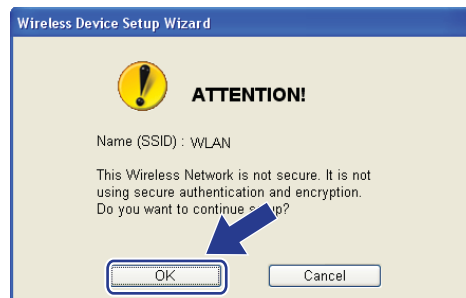 Wireless Device Setup Wizard
ATTENTION!
Name (SSID) : WLAN
This Wireless Network is not secure. It is not
using secure authentication and encryption.
Do you want to continue setup?
OK
Cancel